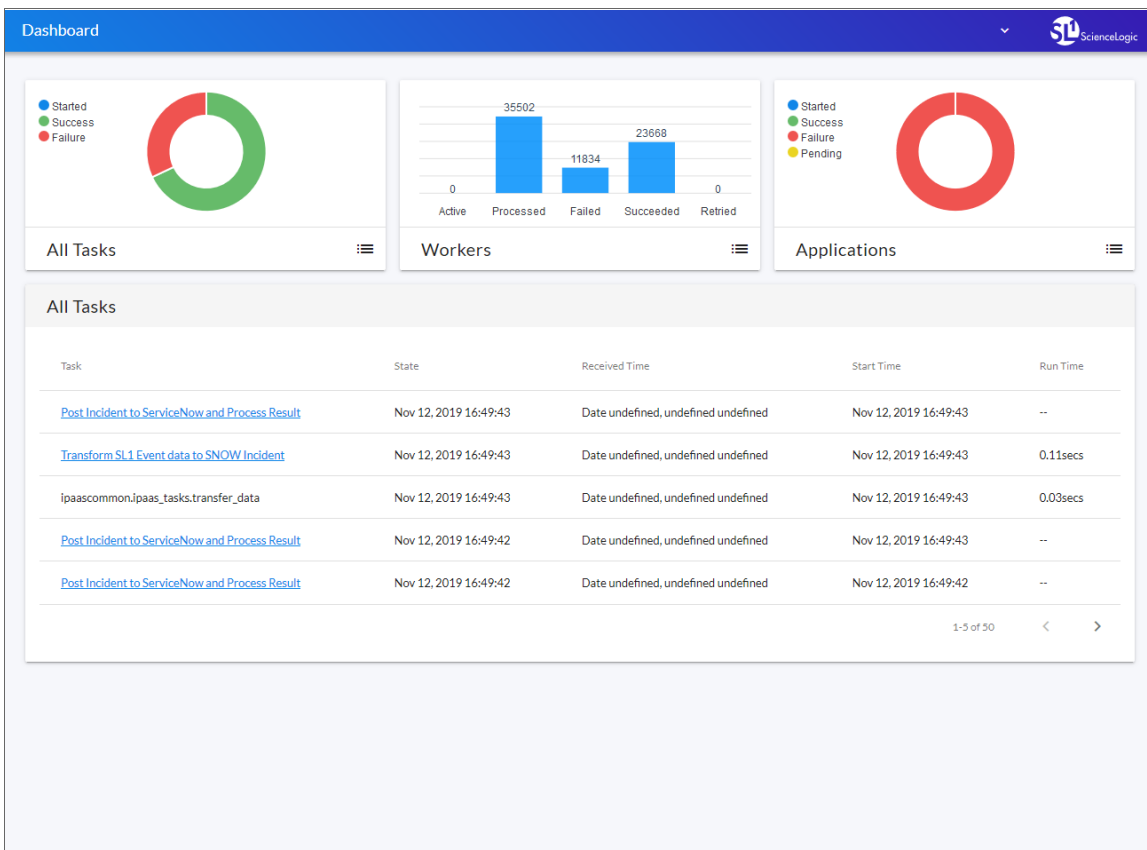 Dashboard
SL1 ScienceLogic
Started
Success
Failure
All Tasks
35502
23668
11834
0
0
Active Processed Failed Succeeded Retried
Workers
Started
Success
Failure
Pending
Applications
All Tasks
Task State Received Time Start Time Run Time
Post Incident to ServiceNow and Process Result Nov 12, 2019 16:49:43 Date undefined, undefined undefined Nov 12, 2019 16:49:43 --
Transform SL1 Event data to SNOW Incident Nov 12, 2019 16:49:43 Date undefined, undefined undefined Nov 12, 2019 16:49:43 0.11secs
ipaascommon.ipaas_tasks.transfer_data Nov 12, 2019 16:49:43 Date undefined, undefined undefined Nov 12, 2019 16:49:43 0.03secs
Post Incident to ServiceNow and Process Result Nov 12, 2019 16:49:42 Date undefined, undefined undefined Nov 12, 2019 16:49:43 --
Post Incident to ServiceNow and Process Result Nov 12, 2019 16:49:42 Date undefined, undefined undefined Nov 12, 2019 16:49:42 --
1-5 of 50